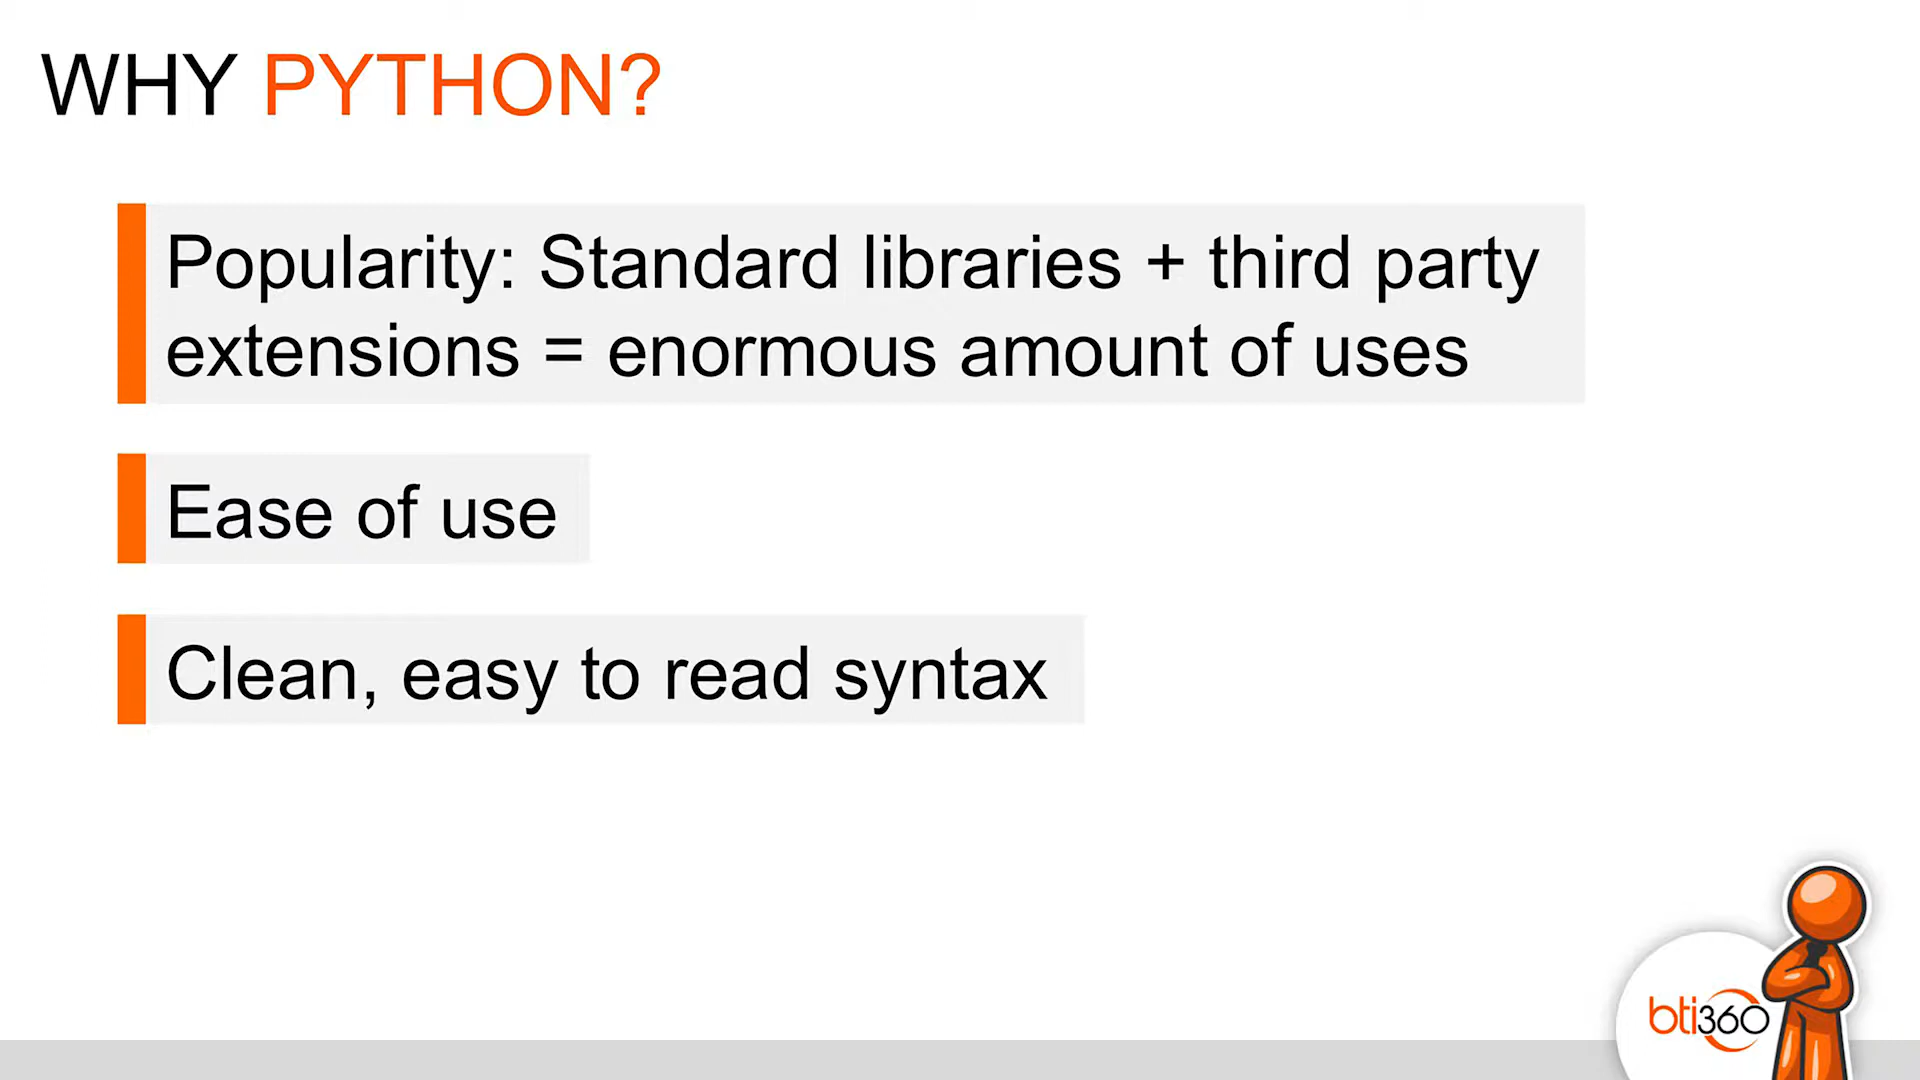 WHY PYTHON?
Popularity: Standard libraries + third party
extensions = enormous amount of uses
Ease of use
Clean, easy to read syntax
bti360